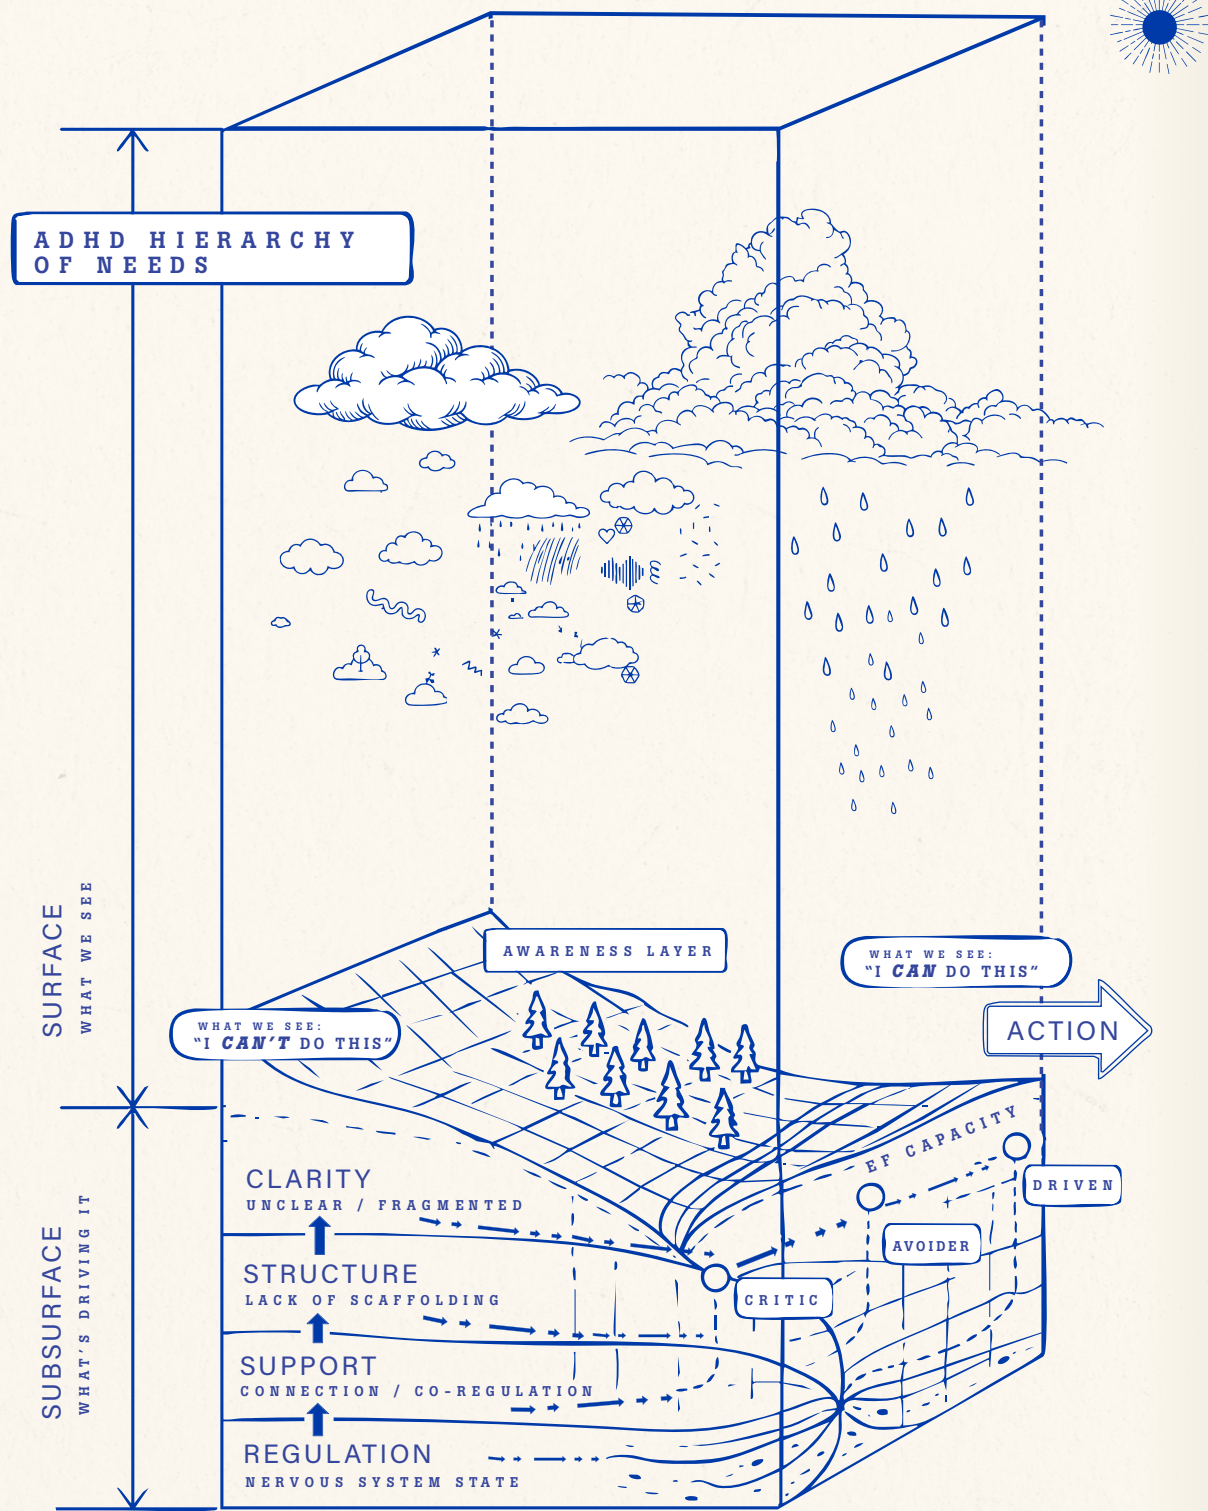 ADHD HIERARCHY
OF NEEDS
SURFACE
WHAT WE SEE
AWARENESS LAYER
WHAT WE SEE:
"I CAN DO THIS"
ACTION
WHAT WE SEE:
"I CAN'T DO THIS"
EF CAPACITY
SUBSURFACE
WHAT'S DRIVING IT
CLARITY
UNCLEAR / FRAGMENTED
DRIVEN
AVOIDER
STRUCTURE
LACK OF SCAFFOLDING
CRITIC
SUPPORT
CONNECTION / CO-REGULATION
REGULATION
NERVOUS SYSTEM STATE